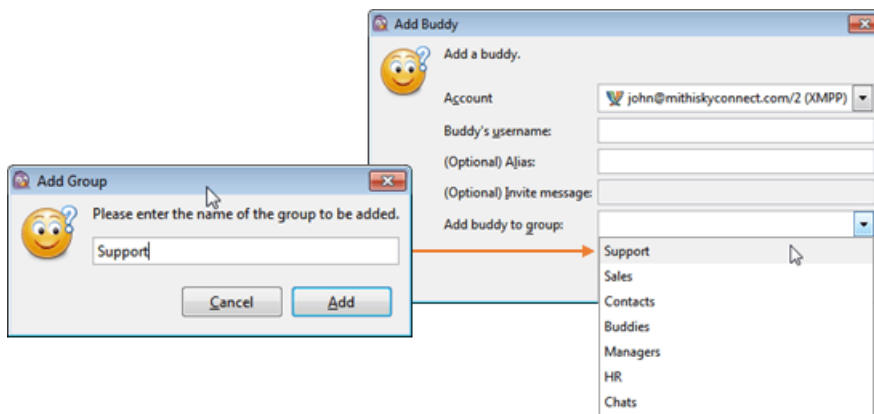 Add Buddy
Add a buddy.
Account
john@mithiskyconnect.com/2 (XMPP)
Buddy's username:
(Optional) Alias:
(Optional) Invite message:
Add buddy to group:
Support
Sales
Contacts
Buddies
Managers
HR
Chats
Add Group
Please enter the name of the group to be added.
Support
Cancel
Add